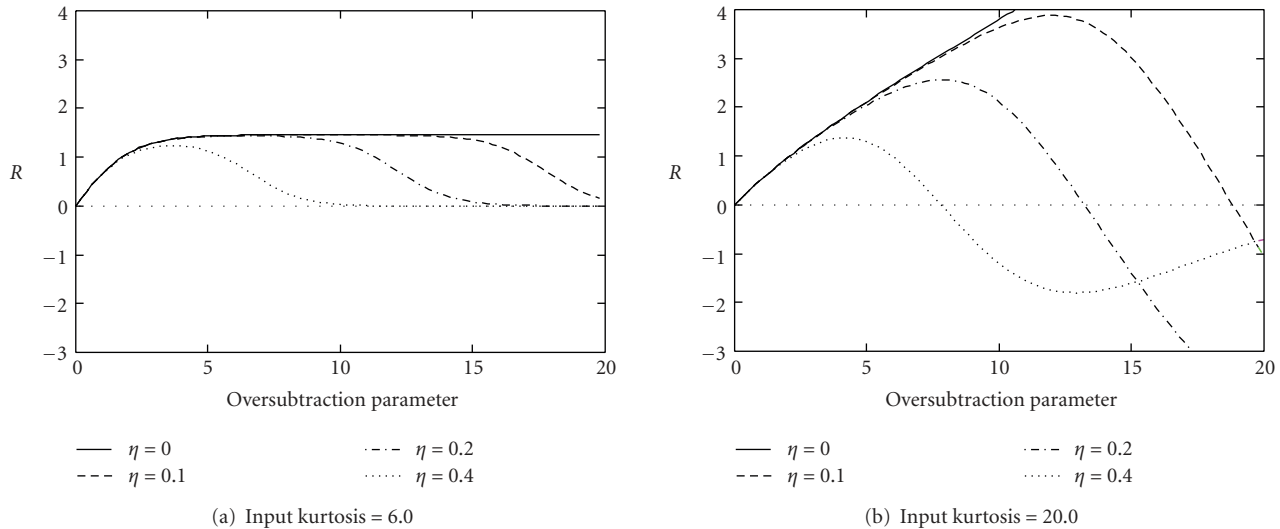 4
3
2
1
0
−1
−2
−3
R
0
5
10
15
20
Oversubtraction parameter
η = 0
η = 0.1
η = 0.2
η = 0.4
(a) Input kurtosis = 6.0
4
3
2
1
0
−1
−2
−3
R
0
5
10
15
20
Oversubtraction parameter
η = 0
η = 0.1
η = 0.2
η = 0.4
(b) Input kurtosis = 20.0